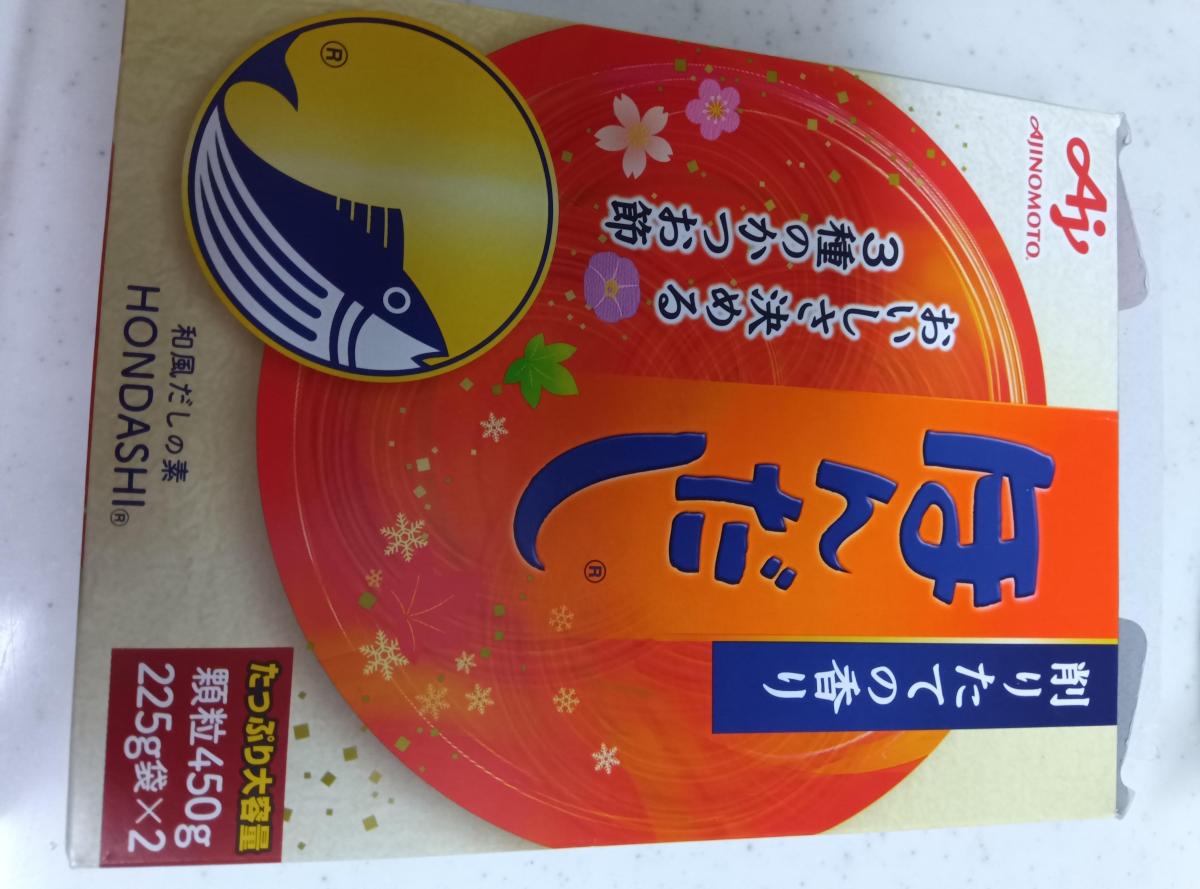 Aj
AJINOMOTO®
削りたての香り
ほんだし®
おいしさ決める
3種のかつお節
®
和風だしの素
HONDASHI®
たっぷり大容量
顆粒450g
225g袋×2